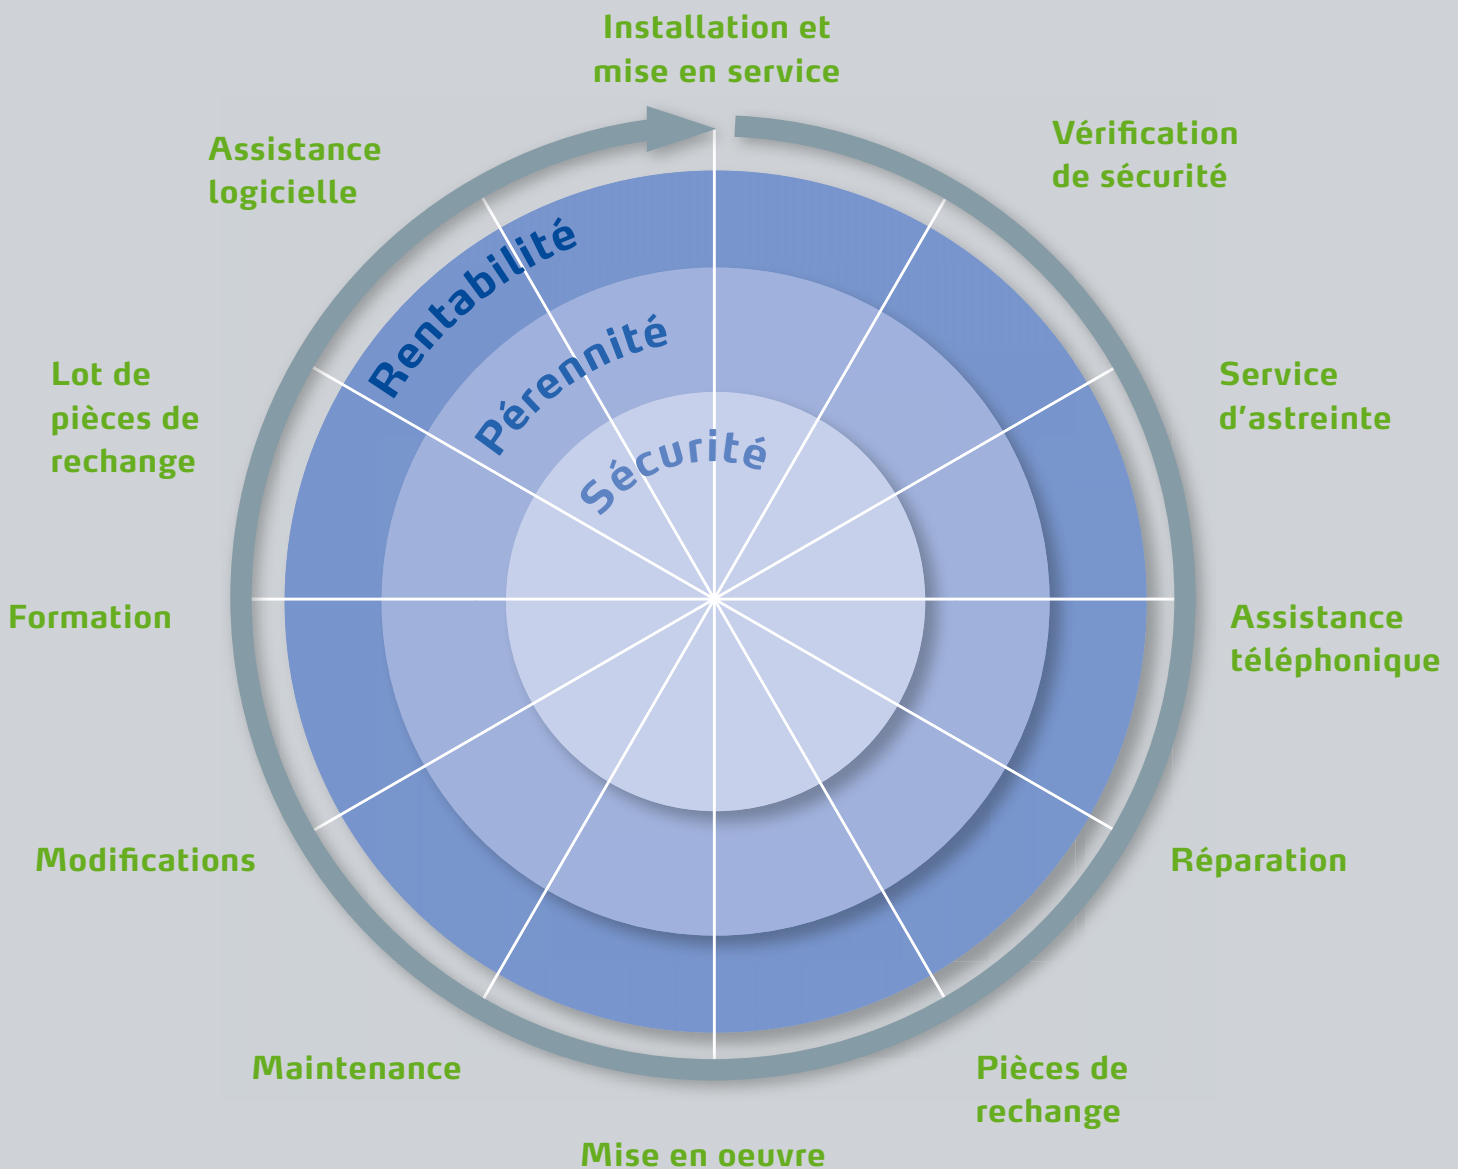 Installation et
mise en service
Vérification
de sécurité
Service
d'astreinte
Assistance
téléphonique
Réparation
Pièces de
rechange
Mise en oeuvre
Maintenance
Modifications
Formation
Lot de
pièces de
rechange
Assistance
logicielle
Rentabilité
Pérennité
Sécurité